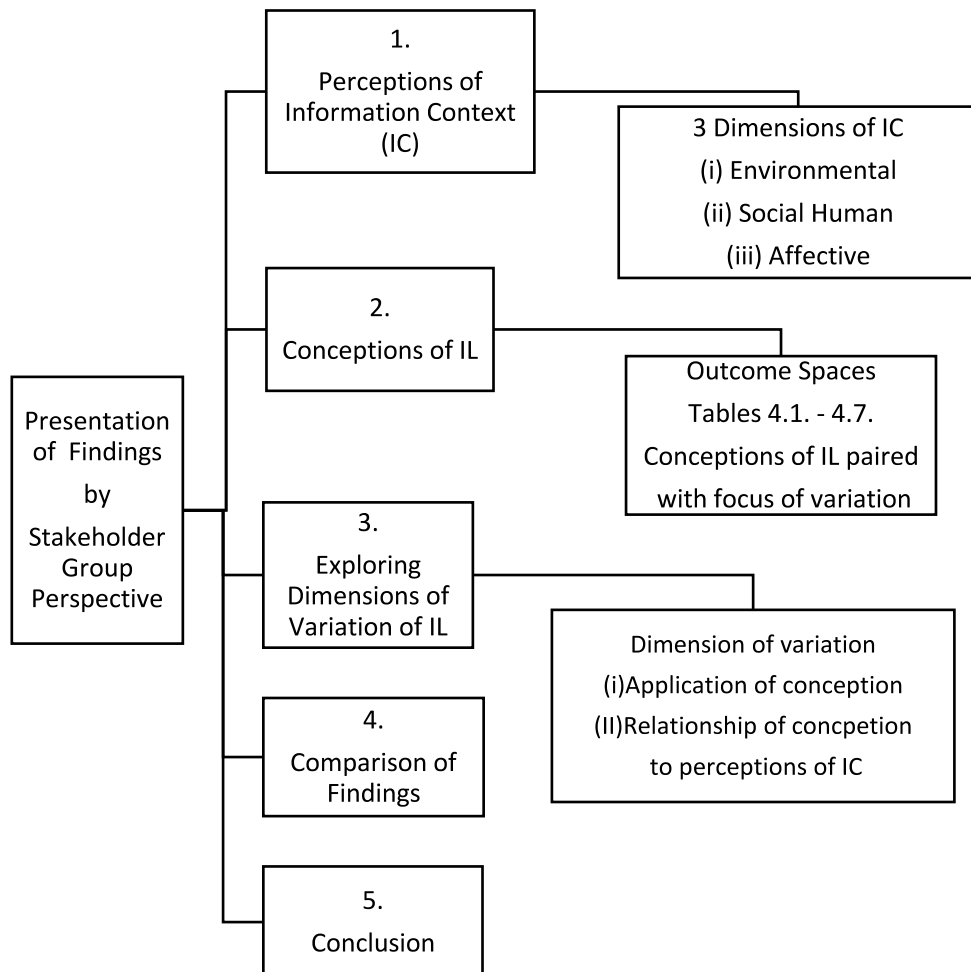 Presentation
of Findings
by
Stakeholder
Group
Perspective
1.
Perceptions of
Information Context
(IC)
3 Dimensions of IC
(i) Environmental
(ii) Social Human
(iii) Affective
2.
Conceptions of IL
Outcome Spaces
Tables 4.1. - 4.7.
Conceptions of IL paired
with focus of variation
3.
Exploring
Dimensions of
Variation of IL
Dimension of variation
(i)Application of conception
(II)Relationship of concpetion
to perceptions of IC
4.
Comparison of
Findings
5.
Conclusion